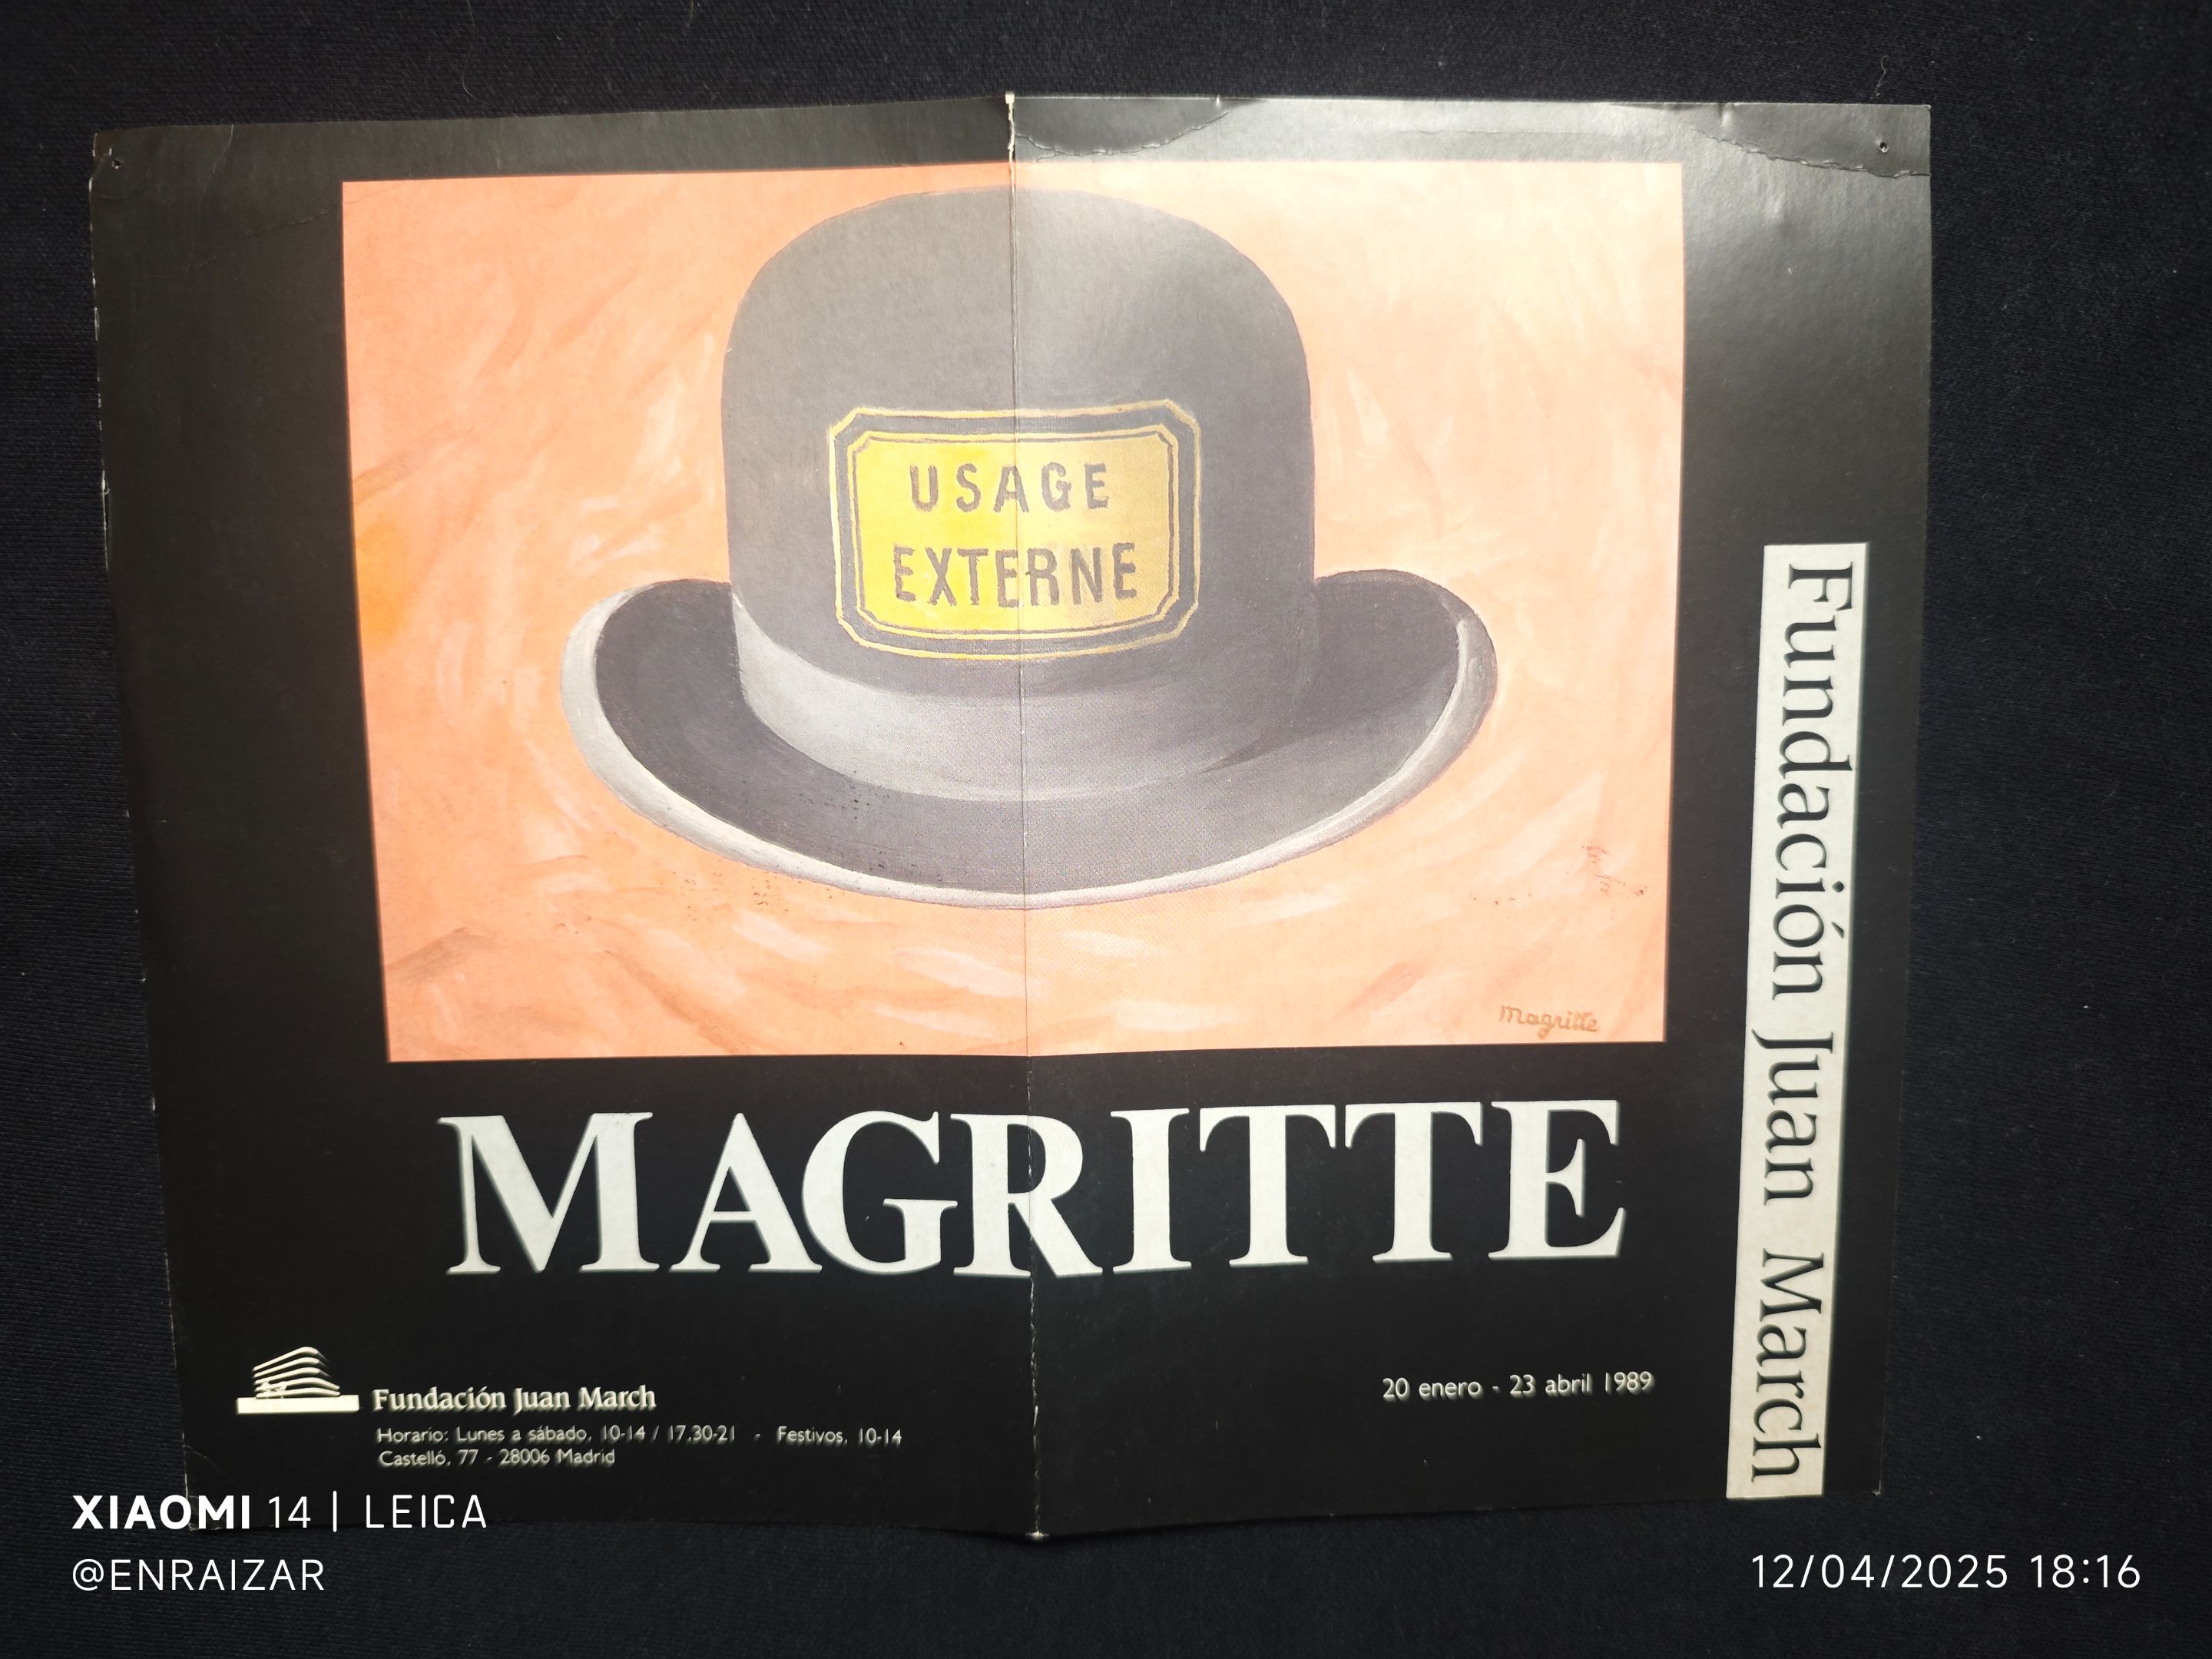 USAGE
EXTERNE
Magritte
MAGRITTE
Fundación Juan March
Fundación Juan March
Horario: Lunes a sábado, 10-14 / 17,30-21 - Festivos, 10-14
Castelló, 77 - 28006 Madrid
20 enero - 23 abril 1989
XIAOMI 14 | LEICA
@ENRAIZAR
12/04/2025 18:16